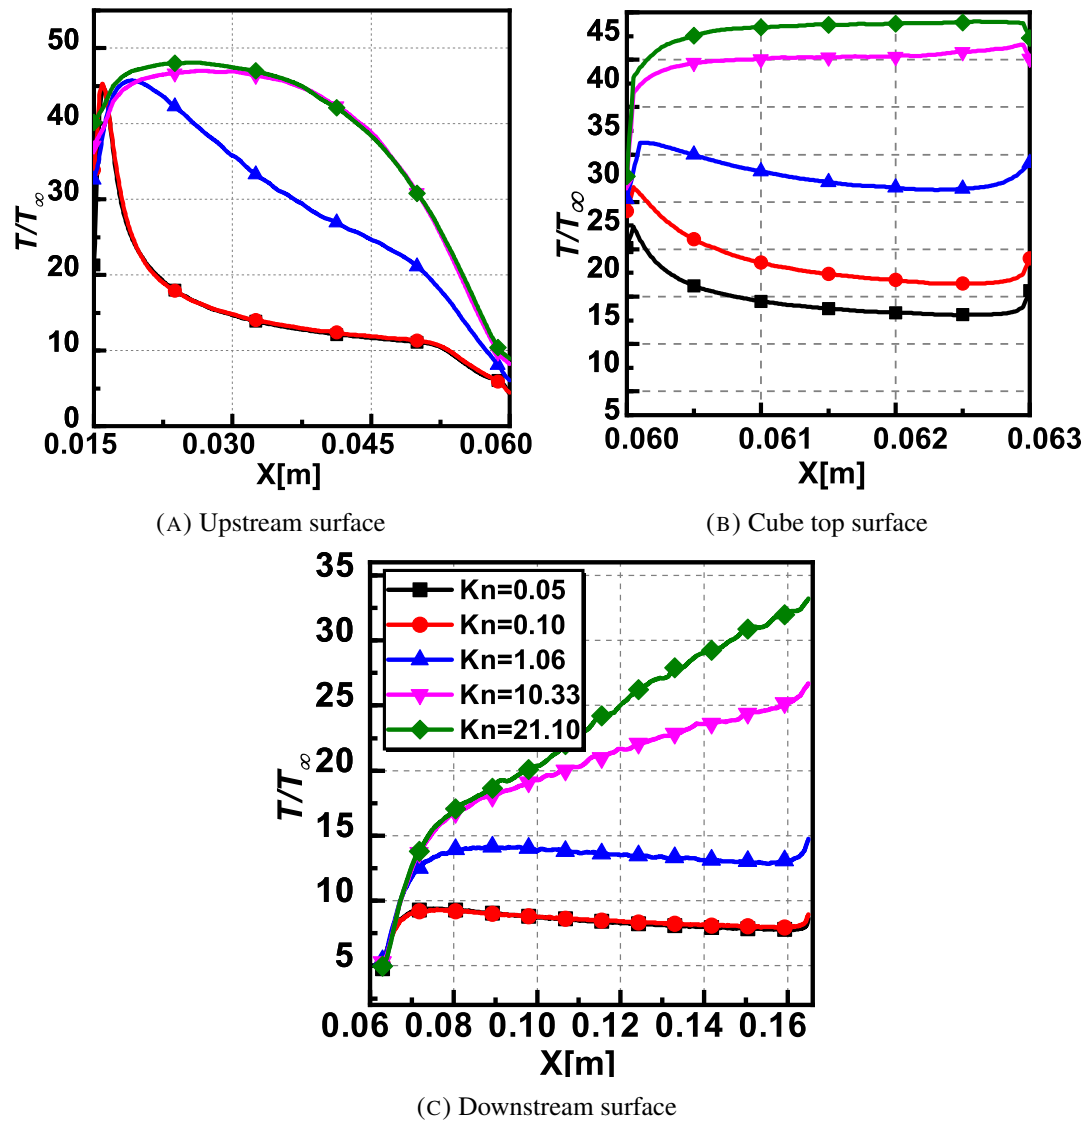 50
40
30
20
10
0
T/T∞
0.015 0.030 0.045 0.060
X[m]
(A) Upstream surface
45
40
35
30
25
20
15
10
5
T/T∞
0.060 0.061 0.062 0.063
X[m]
(B) Cube top surface
35
30
25
20
15
10
5
T/T∞
Kn=0.05
Kn=0.10
Kn=1.06
Kn=10.33
Kn=21.10
0.06 0.08 0.10 0.12 0.14 0.16
X[m]
(C) Downstream surface